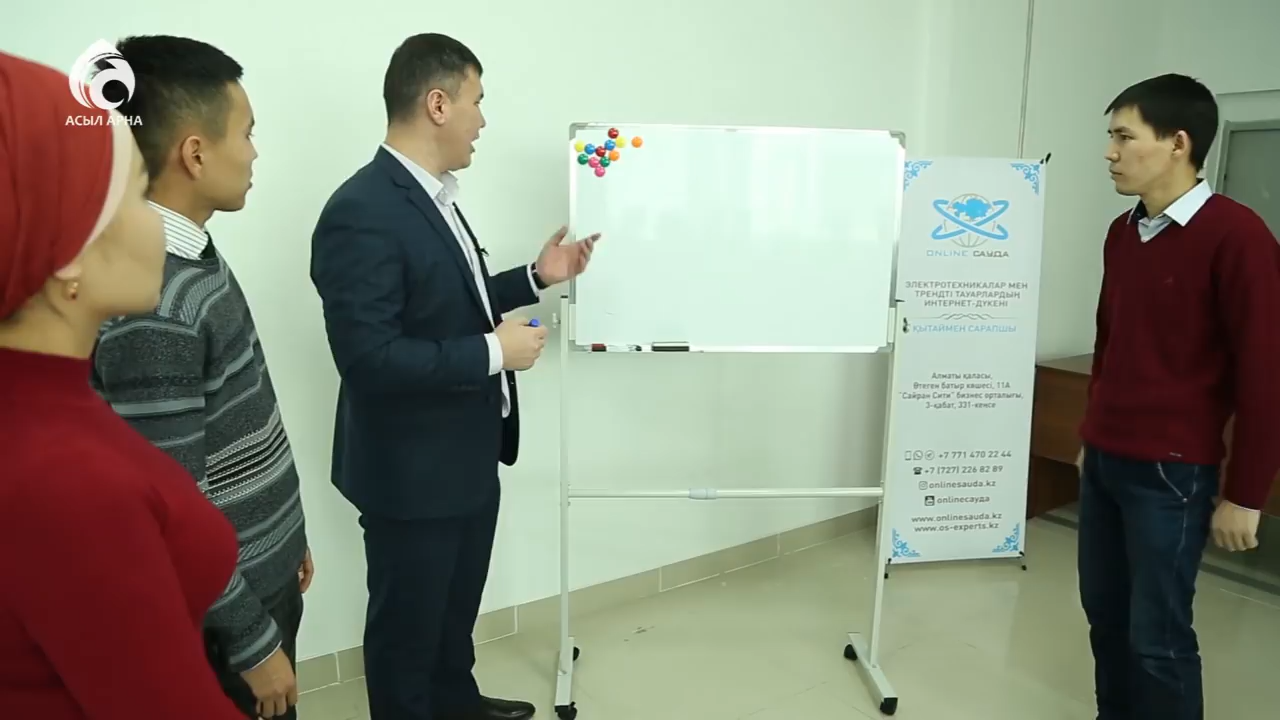 АСЫЛ АРНА
ONLINE САУДА
ЭЛЕКТРОТЕХНИКАЛАР МЕН
ТРЕНДТІ ТАУАРЛАРДЫҢ
ИНТЕРНЕТ-ДҮКЕНІ
ҚЫТАЙМЕН САРАПШЫ
Алматы қаласы,
Өтеген батыр көшесі, 11А
"Сайран Сити" бизнес орталығы,
3-қабат, 331-кеңсе
+7 771 470 22 44
+7 (727) 226 82 89
onlinesauda.kz
onlineсауда
www.onlinesauda.kz
www.os-experts.kz